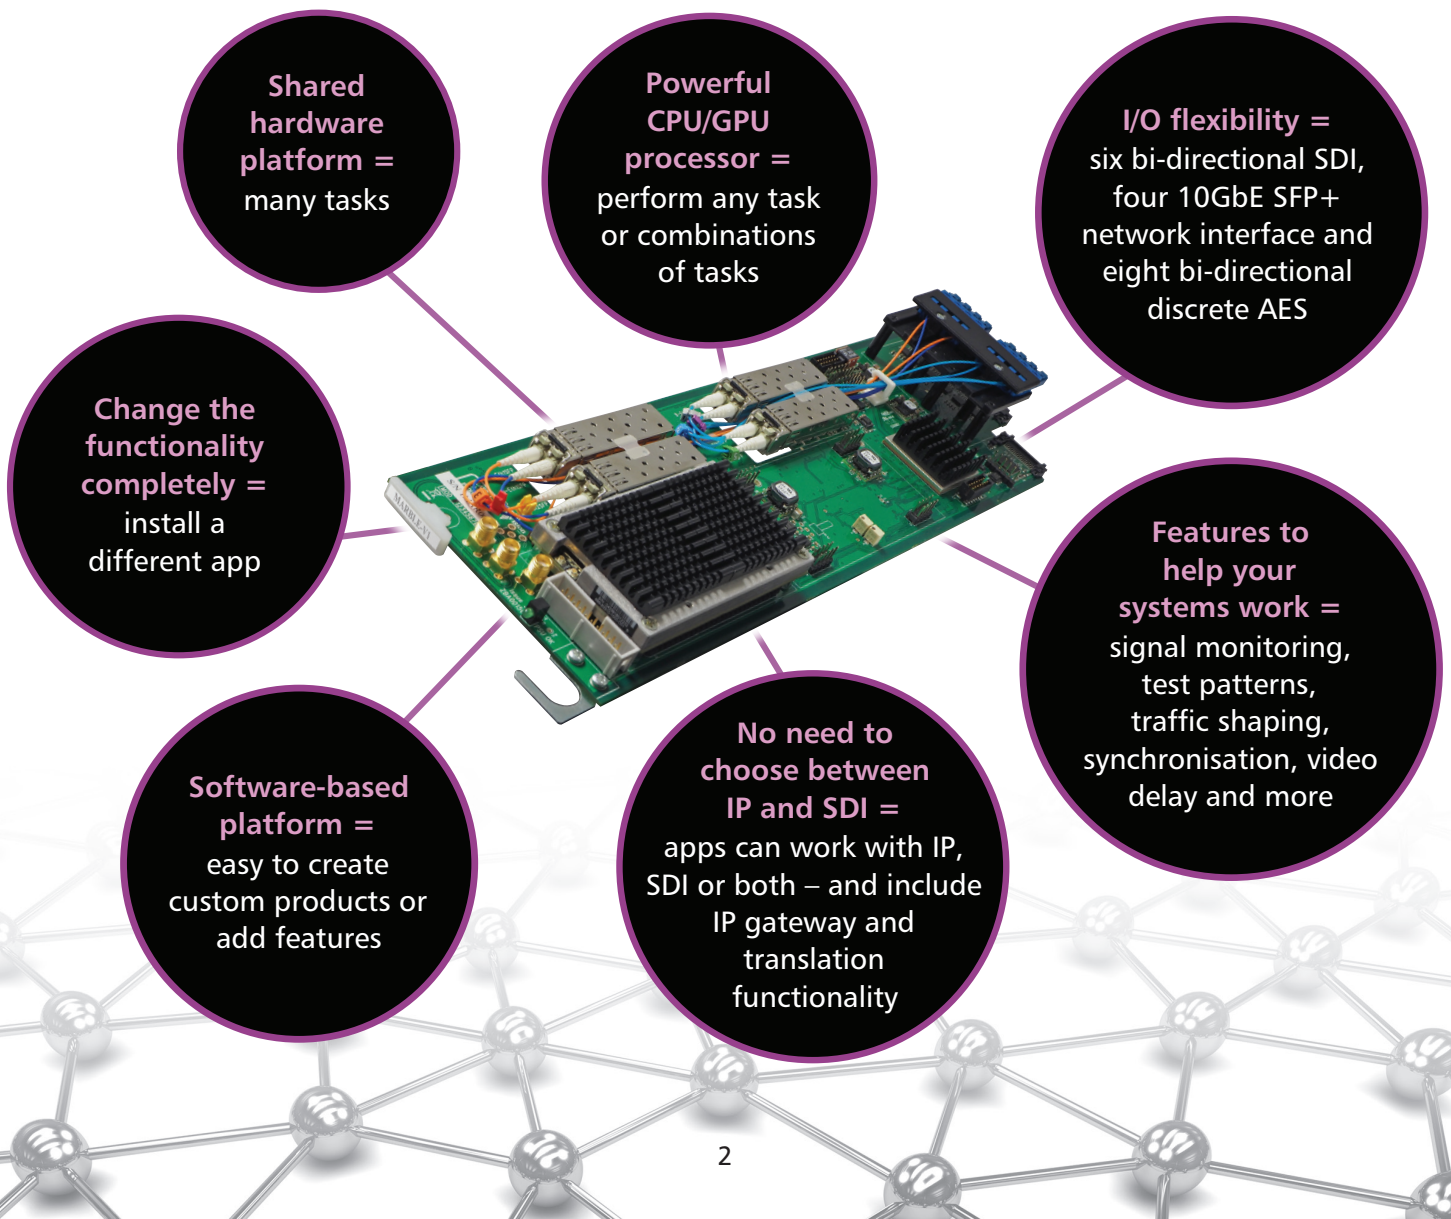 Shared
hardware
platform =
many tasks
Powerful
CPU/GPU
processor =
perform any task
or combinations
of tasks
I/O flexibility =
six bi-directional SDI,
four 10GbE SFP+
network interface and
eight bi-directional
discrete AES
Change the
functionality
completely =
install a
different app
MARBLE-V1
Features to
help your
systems work =
signal monitoring,
test patterns,
traffic shaping,
synchronisation, video
delay and more
Software-based
platform =
easy to create
custom products or
add features
No need to
choose between
IP and SDI =
apps can work with IP,
SDI or both – and include
IP gateway and
translation
functionality
2